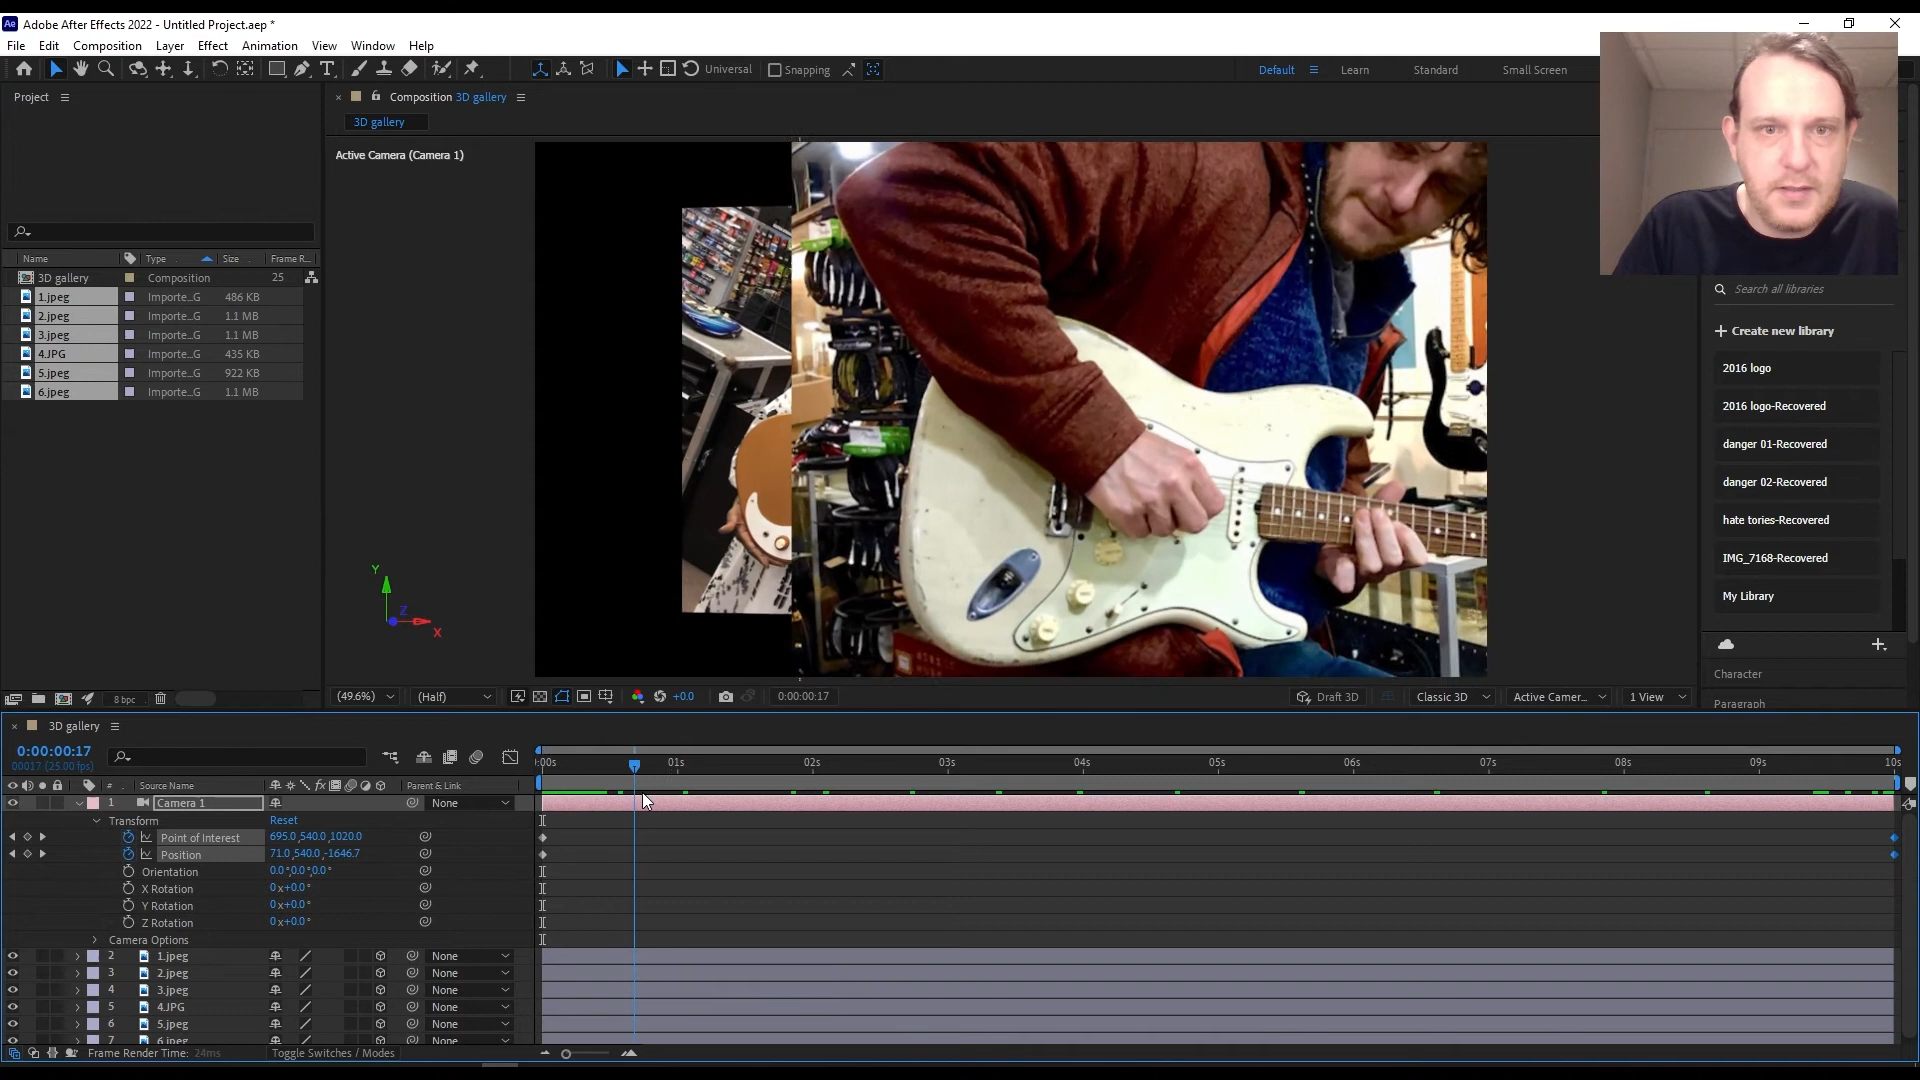 Ae Adobe After Effects 2022 - Untitled Project.aep *
File Edit Composition Layer Effect Animation View Window Help
Universal Snapping Default Learn Standard Small Screen
Project
Composition 3D gallery
3D gallery
Active Camera (Camera 1)
Name Type Size Frame R...
3D gallery Composition 25
1.jpeg Importe...G 486 KB
2.jpeg Importe...G 1.1 MB
3.jpeg Importe...G 1.1 MB
4.JPG Importe...G 435 KB
5.jpeg Importe...G 922 KB
6.jpeg Importe...G 1.1 MB
Y
Z
X
Search all libraries
Create new library
2016 logo
2016 logo-Recovered
danger 01-Recovered
danger 02-Recovered
hate tories-Recovered
IMG_7168-Recovered
My Library
Character
Paragraph
8 bpc
(49.6%) (Half) +0.0 0:00:00:17 Draft 3D Classic 3D Active Camer... 1 View
3D gallery
0:00:00:17
00017 (25.00 fps)
:00s 01s 02s 03s 04s 05s 06s 07s 08s 09s 10s
# Source Name Parent & Link
1 Camera 1 None
Transform Reset
Point of Interest 695.0,540.0,1020.0
Position 71.0,540.0,-1646.7
Orientation 0.0°,0.0°,0.0°
X Rotation 0x+0.0°
Y Rotation 0x+0.0°
Z Rotation 0x+0.0°
Camera Options
2 1.jpeg None
3 2.jpeg None
4 3.jpeg None
5 4.JPG None
6 5.jpeg None
7 6.jpeg None
Frame Render Time: 24ms Toggle Switches / Modes